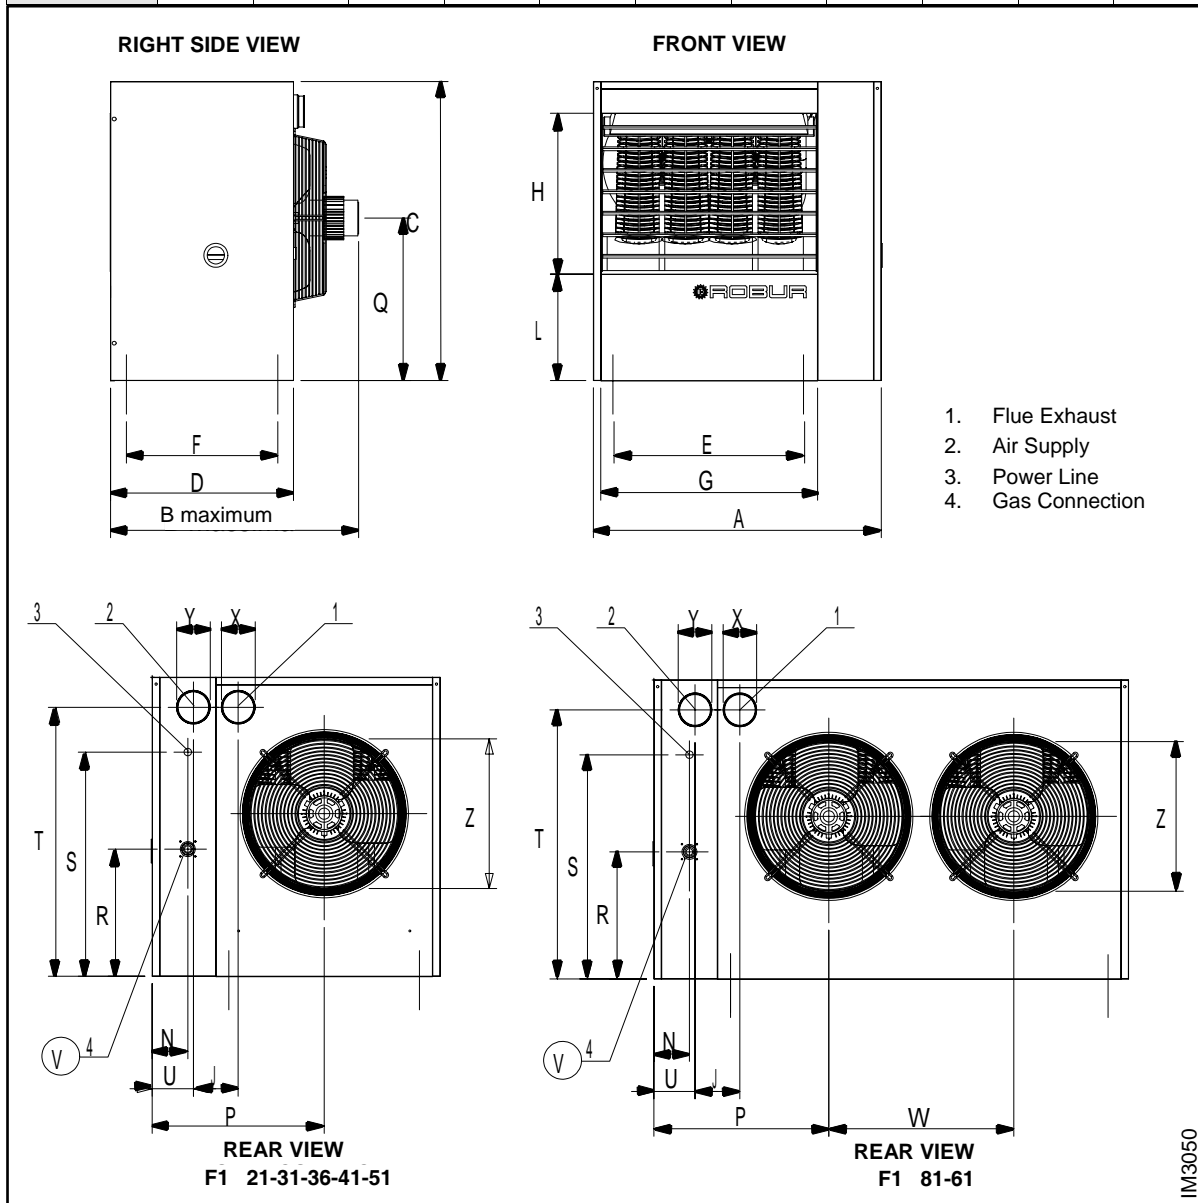 RIGHT SIDE VIEW
FRONT VIEW
C
Q
F
D
B maximum
H
L
ROBUR
E
G
A
1. Flue Exhaust
2. Air Supply
3. Power Line
4. Gas Connection
3 2 Y X 1
T
S
R
Z
N
V 4
U J
P
REAR VIEW
F1 21-31-36-41-51
3 2 Y X 1
T
S
R
Z
N
V 4
U J
P W
REAR VIEW
F1 81-61
IM3050